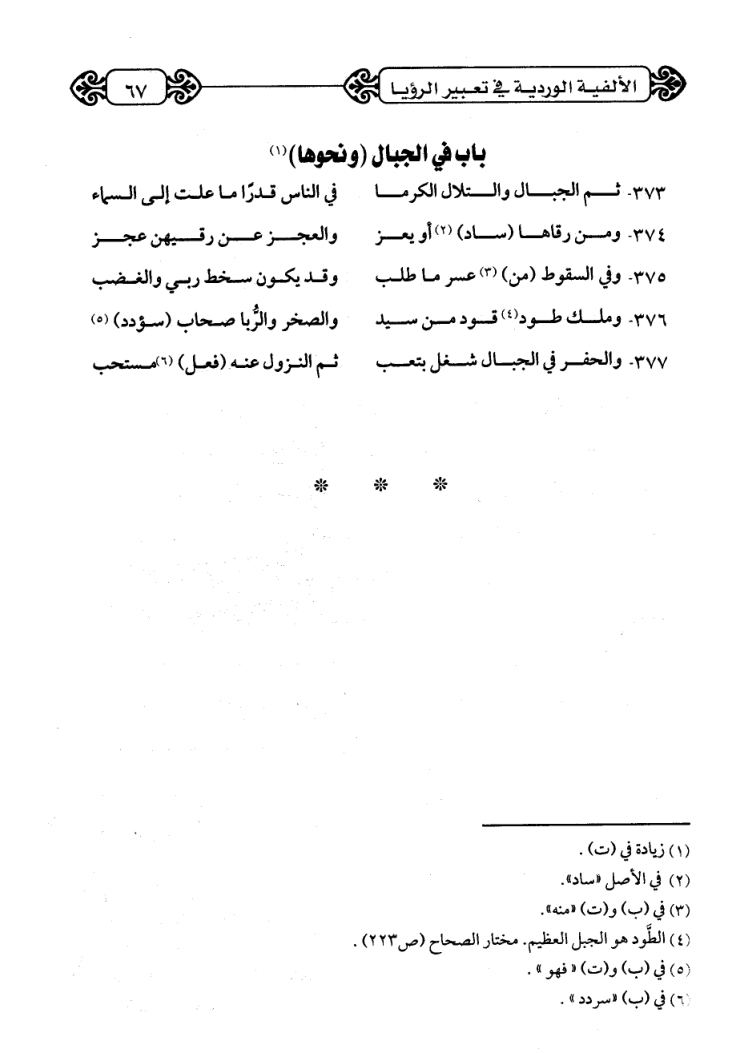 الألفية الوردية في تعبير الرؤيا ٦٧
باب في الجبال (ونحوها)(١)
٣٧٣- ثم الجبال والتلال الكرما في الناس قدرًا ما علت إلى السماء
٣٧٤- ومن رقاها (ساد)(٢) أو يعز والعجز عن رقيهن عجز
٣٧٥- وفي السقوط (من)(٣) عسر ما طلب وقد يكون سخط ربي والغضب
٣٧٦- وملك طود(٤) قود من سيد والصخر والرُّبا صحاب (سؤدد)(٥)
٣٧٧- والحفر في الجبال شغل بتعب ثم النزول عنه (فعل)(٦) مستحب
* * *
(١) زيادة في (ت).
(٢) في الأصل «ساد».
(٣) في (ب) و(ت) «منه».
(٤) الطَّود هو الجبل العظيم. مختار الصحاح (ص٢٢٣).
(٥) في (ب) و(ت) «فهو».
(٦) في (ب) «سردد».